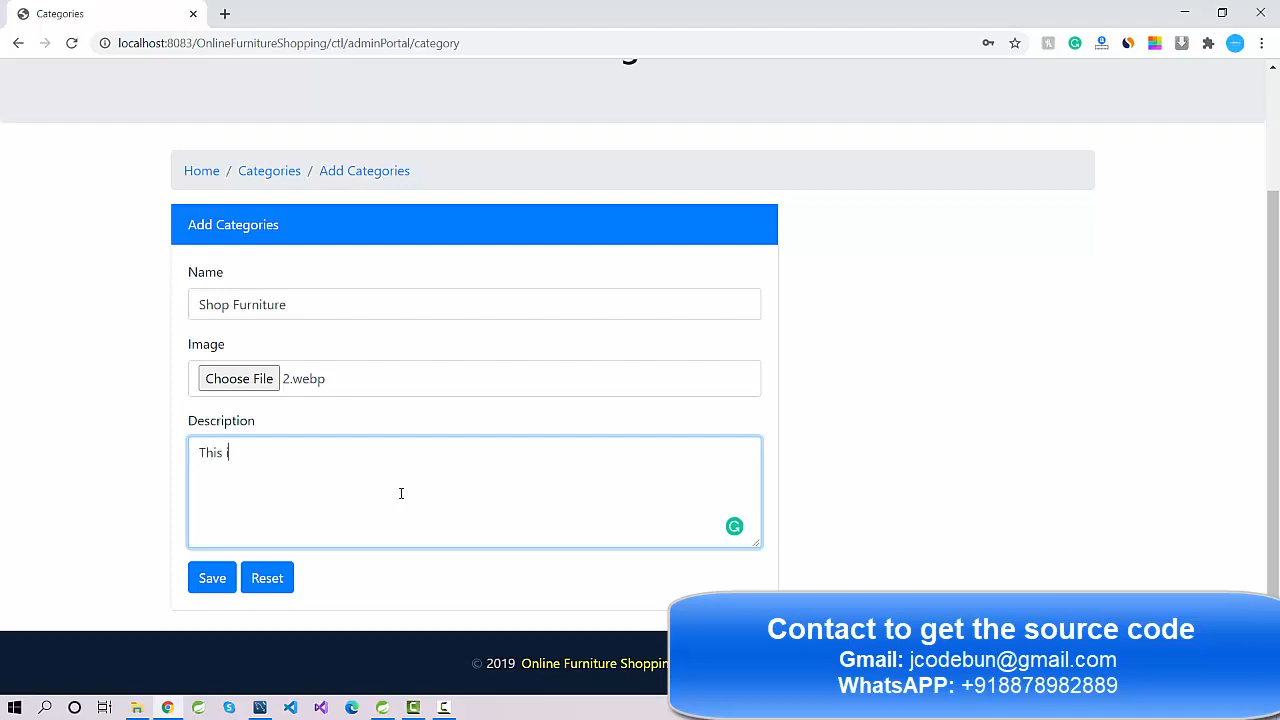 Categories
localhost:8083/OnlineFurnitureShopping/ctl/adminPortal/category
Home / Categories / Add Categories
Add Categories
Name
Shop Furniture
Image
Choose File 2.webp
Description
This i
Save Reset
© 2019 Online Furniture Shoppin
Contact to get the source code
Gmail: jcodebun@gmail.com
WhatsAPP: +918878982889